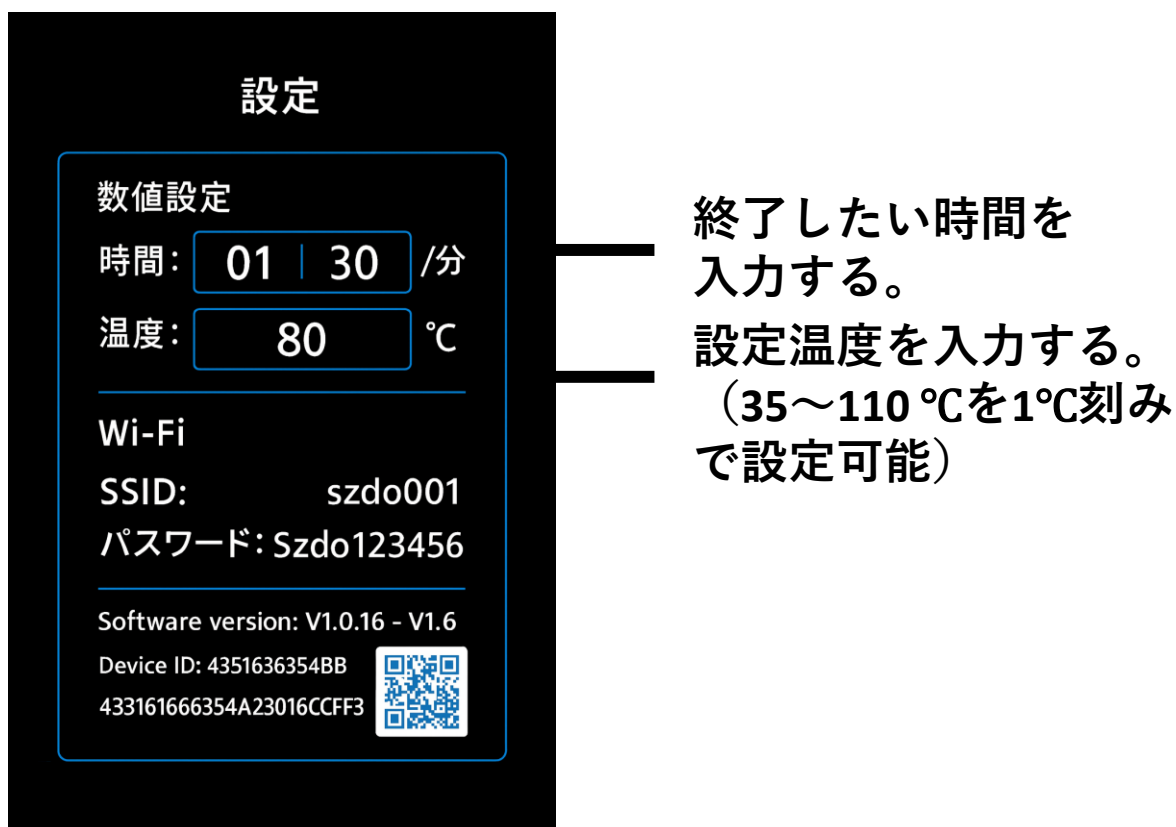 設定
数値設定
時間： 01 | 30 /分
温度： 80 ℃
Wi-Fi
SSID: szdo001
パスワード：Szdo123456
Software version: V1.0.16 - V1.6
Device ID: 4351636354BB
433161666354A23016CCFF3
終了したい時間を
入力する。
設定温度を入力する。
（35～110 ℃を1℃刻み
で設定可能）